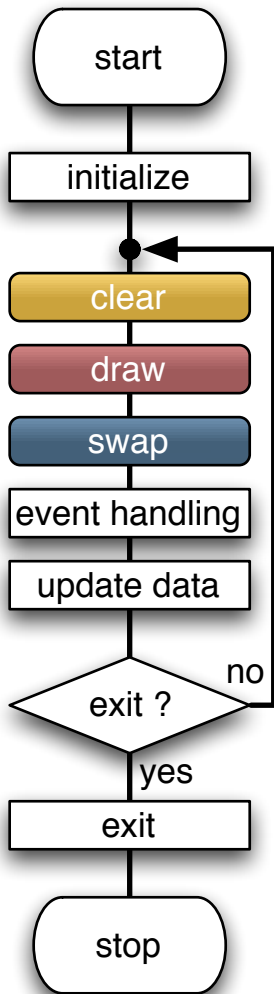 start
initialize
clear
draw
swap
event handling
update data
no
exit ?
yes
exit
stop